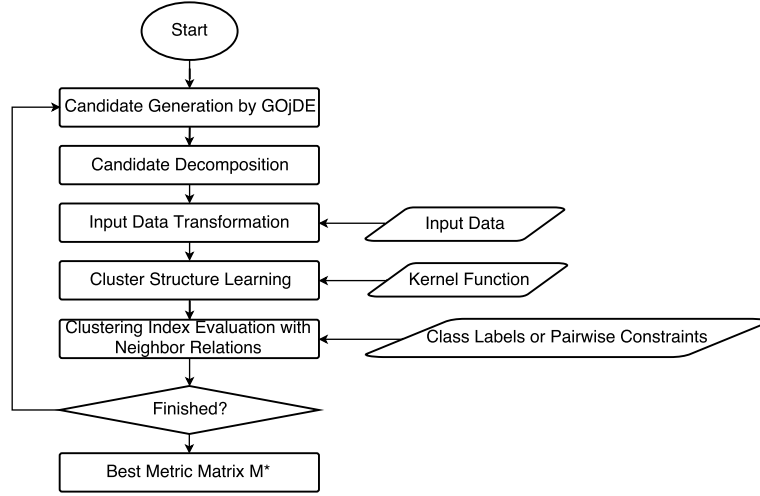 Start
Candidate Generation by GOjDE
Candidate Decomposition
Input Data Transformation
Input Data
Cluster Structure Learning
Kernel Function
Clustering Index Evaluation with
Neighbor Relations
Class Labels or Pairwise Constraints
Finished?
Best Metric Matrix M*